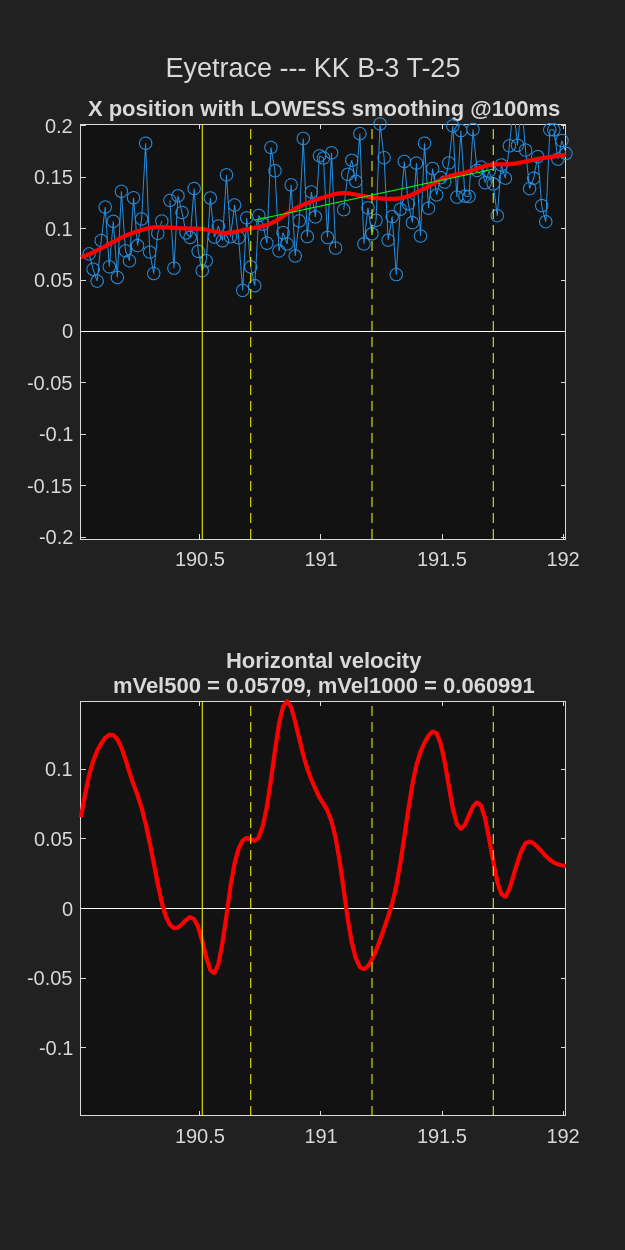 Eyetrace --- KK B-3 T-25
X position with LOWESS smoothing @100ms
0.2
0.15
0.1
0.05
0
-0.05
-0.1
-0.15
-0.2
190.5 191 191.5 192
Horizontal velocity
mVel500 = 0.05709, mVel1000 = 0.060991
0.1
0.05
0
-0.05
-0.1
190.5 191 191.5 192